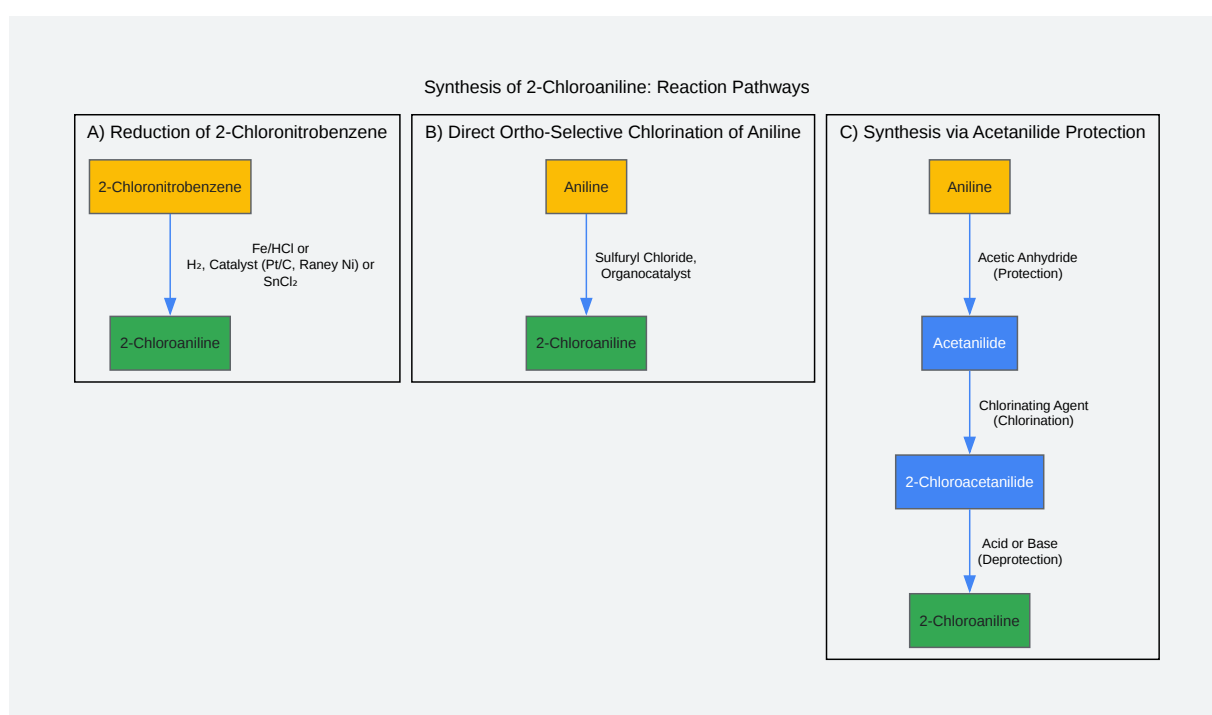 Synthesis of 2-Chloroaniline: Reaction Pathways
A) Reduction of 2-Chloronitrobenzene
2-Chloronitrobenzene
Fe/HCl or
H₂, Catalyst (Pt/C, Raney Ni) or
SnCl₂
2-Chloroaniline
B) Direct Ortho-Selective Chlorination of Aniline
Aniline
Sulfuryl Chloride,
Organocatalyst
2-Chloroaniline
C) Synthesis via Acetanilide Protection
Aniline
Acetic Anhydride
(Protection)
Acetanilide
Chlorinating Agent
(Chlorination)
2-Chloroacetanilide
Acid or Base
(Deprotection)
2-Chloroaniline